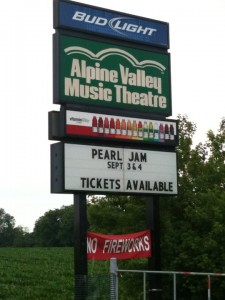 BUD LIGHT
Alpine Valley
Music Theatre
PEARL JAM
SEPT 3&4
TICKETS AVAILABLE
NO FIREWORKS